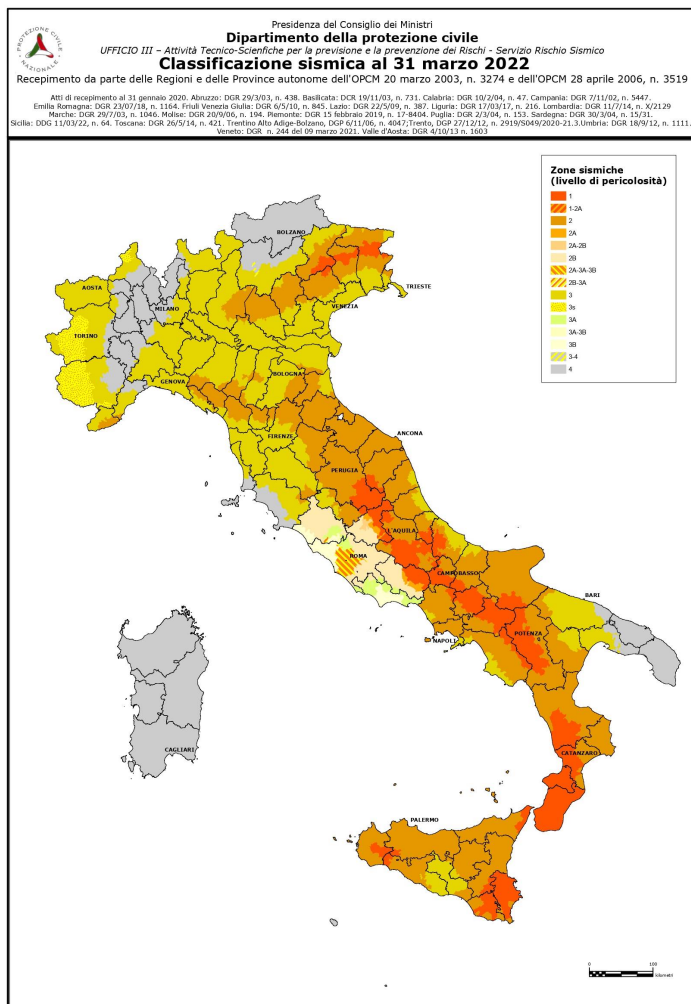 Presidenza del Consiglio dei Ministri
Dipartimento della protezione civile
UFFICIO III – Attività Tecnico-Scienfiche per la previsione e la prevenzione dei Rischi - Servizio Rischio Sismico
Classificazione sismica al 31 marzo 2022
Recepimento da parte delle Regioni e delle Province autonome dell'OPCM 20 marzo 2003, n. 3274 e dell'OPCM 28 aprile 2006, n. 3519
Atti di recepimento al 31 gennaio 2020. Abruzzo: DGR 29/3/03, n. 438. Basilicata: DCR 19/11/03, n. 731. Calabria: DGR 10/2/04, n. 47. Campania: DGR 7/11/02, n. 5447.
Emilia Romagna: DGR 23/07/18, n. 1164. Friuli Venezia Giulia: DGR 6/5/10, n. 845. Lazio: DGR 22/5/09, n. 387. Liguria: DGR 17/03/17, n. 216. Lombardia: DGR 11/7/14, n. X/2129
Marche: DGR 29/7/03, n. 1046. Molise: DGR 20/9/06, n. 194. Piemonte: DGR 15 febbraio 2019, n. 17-8404. Puglia: DGR 2/3/04, n. 153. Sardegna: DGR 30/3/04, n. 15/31.
Sicilia: DDG 11/03/22, n. 64. Toscana: DGR 26/5/14, n. 421. Trentino Alto Adige-Bolzano, DGP 6/11/06, n. 4047;Trento, DGP 27/12/12, n. 2919/S049/2020-21.3.Umbria: DGR 18/9/12, n. 1111.
Veneto: DGR n. 244 del 09 marzo 2021. Valle d'Aosta: DGR 4/10/13 n. 1603
PROTEZIONE CIVILE
NAZIONALE
Zone sismiche
(livello di pericolosità)
1
1-2A
2
2A
2A-2B
2B
2A-3A-3B
2B-3A
3
3s
3A
3A-3B
3B
3-4
4
BOLZANO
AOSTA
MILANO
VENEZIA
TRIESTE
TORINO
GENOVA
BOLOGNA
FIRENZE
ANCONA
PERUGIA
L'AQUILA
ROMA
CAMPOBASSO
BARI
NAPOLI
POTENZA
CAGLIARI
CATANZARO
PALERMO
0
100
kilometri